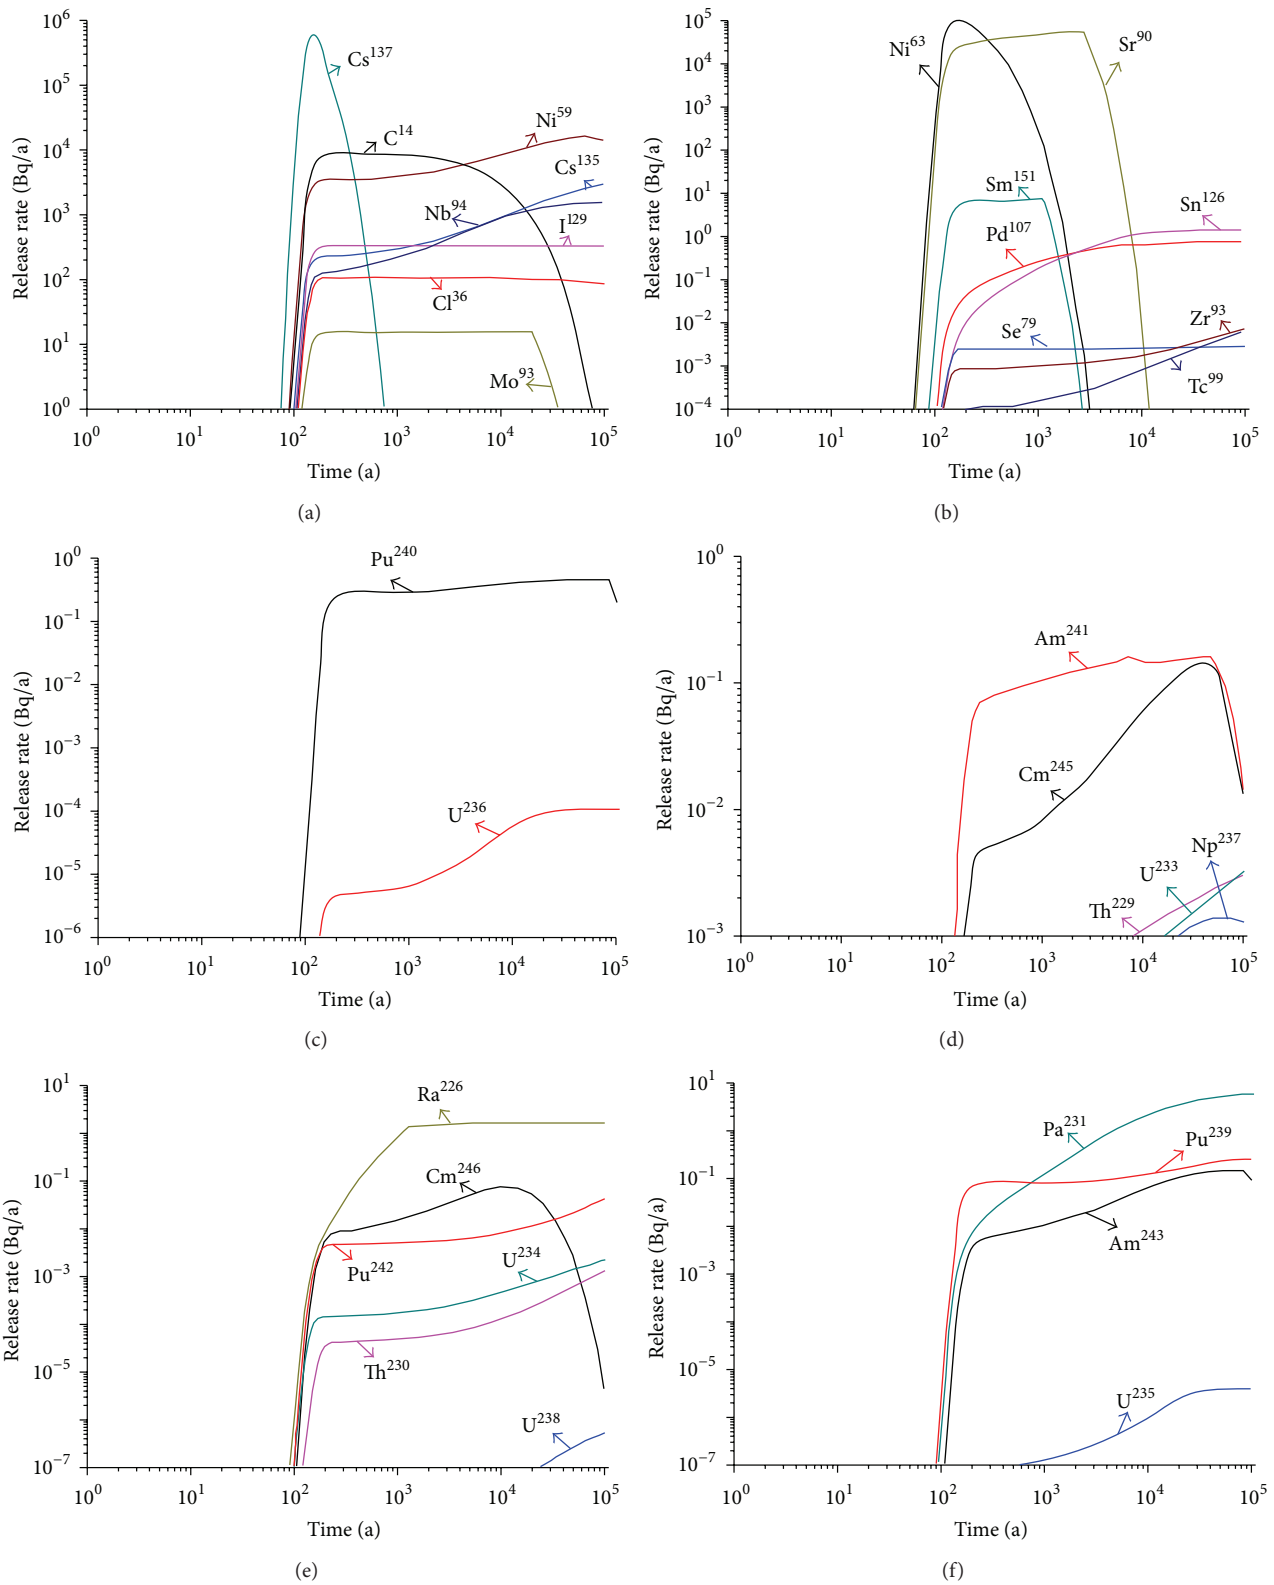 10^6
10^5
10^4
10^3
10^2
10^1
10^0
Release rate (Bq/a)
Cs^137
C^14
Ni^59
Cs^135
Nb^94
I^129
Cl^36
Mo^93
10^0 10^1 10^2 10^3 10^4 10^5
Time (a)
(a)
10^5
10^4
10^3
10^2
10^1
10^0
10^−1
10^−2
10^−3
10^−4
Release rate (Bq/a)
Ni^63
Sr^90
Sm^151
Sn^126
Pd^107
Zr^93
Se^79
Tc^99
10^0 10^1 10^2 10^3 10^4 10^5
Time (a)
(b)
10^0
10^−1
10^−2
10^−3
10^−4
10^−5
10^−6
Release rate (Bq/a)
Pu^240
U^236
10^0 10^1 10^2 10^3 10^4 10^5
Time (a)
(c)
10^0
10^−1
10^−2
10^−3
Release rate (Bq/a)
Am^241
Cm^245
Np^237
U^233
Th^229
10^0 10^1 10^2 10^3 10^4 10^5
Time (a)
(d)
10^1
10^−1
10^−3
10^−5
10^−7
Release rate (Bq/a)
Ra^226
Cm^246
Pu^242
U^234
Th^230
U^238
10^0 10^1 10^2 10^3 10^4 10^5
Time (a)
(e)
10^1
10^−1
10^−3
10^−5
10^−7
Release rate (Bq/a)
Pa^231
Pu^239
Am^243
U^235
10^0 10^1 10^2 10^3 10^4 10^5
Time (a)
(f)